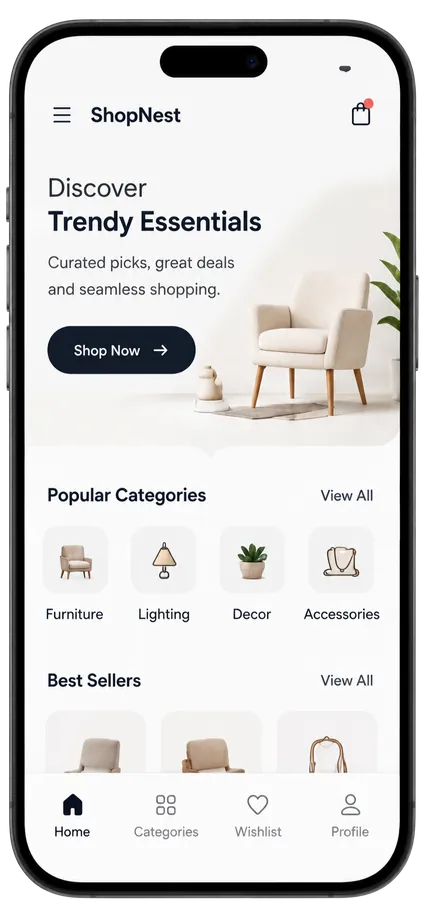 ShopNest
Discover
Trendy Essentials
Curated picks, great deals
and seamless shopping.
Shop Now
Popular Categories
View All
Furniture
Lighting
Decor
Accessories
Best Sellers
View All
Home
Categories
Wishlist
Profile